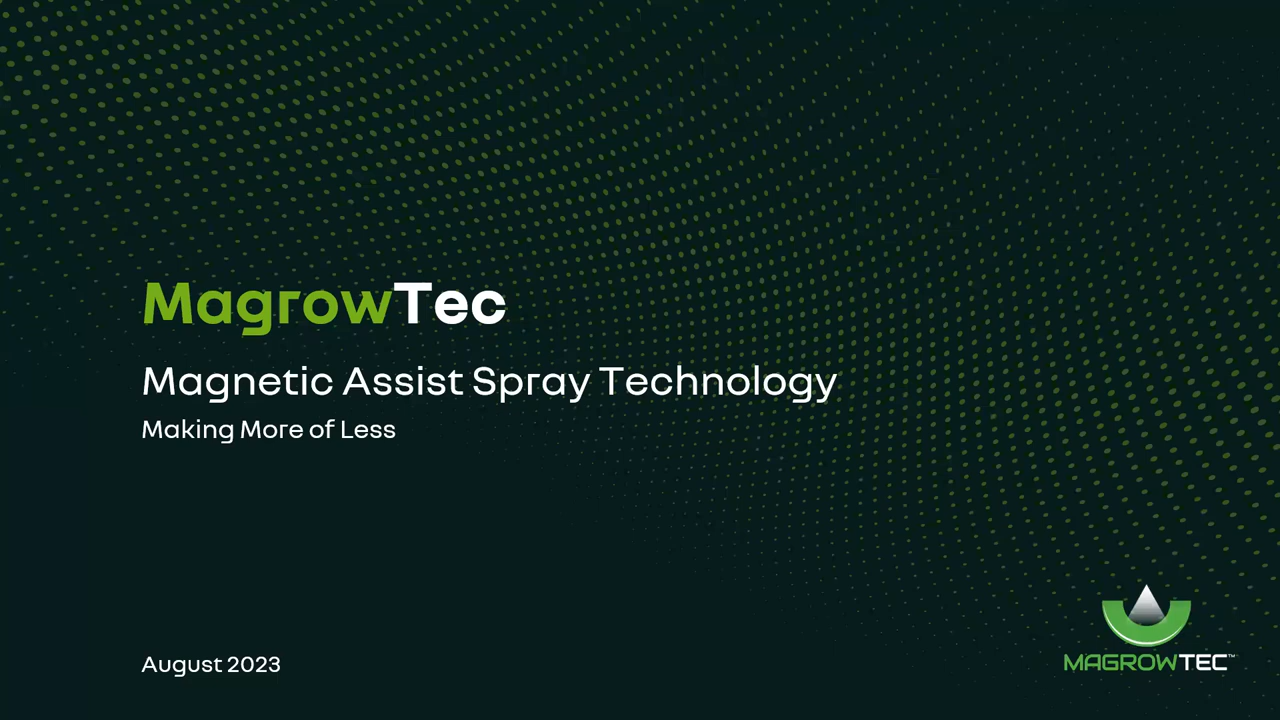 MagrowTec
Magnetic Assist Spray Technology
Making More of Less
August 2023
MAGROWTEC™